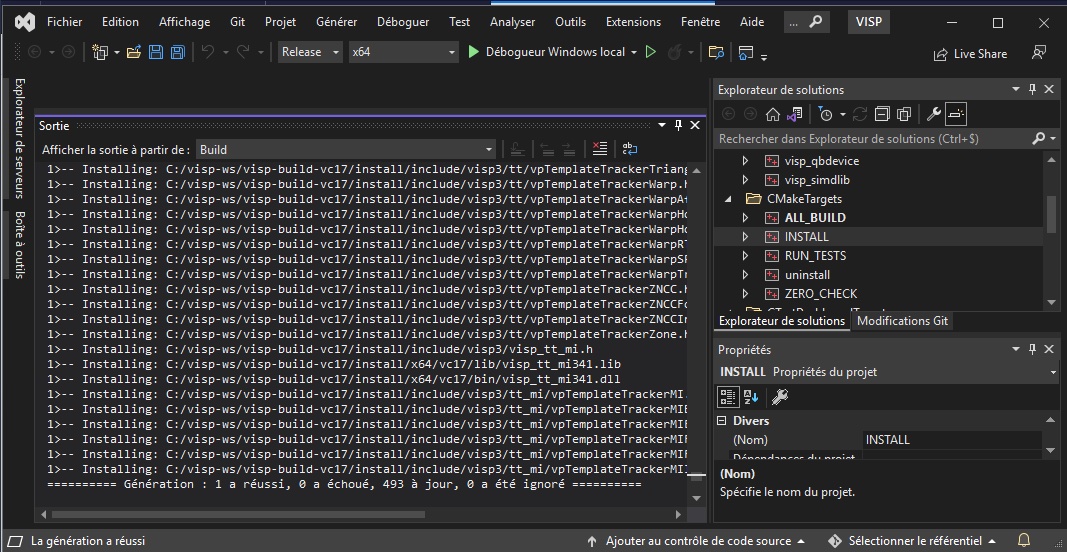 Fichier Edition Affichage Git Projet Générer Déboguer Test Analyser Outils Extensions Fenêtre Aide ... VISP
Release x64 Débogueur Windows local Live Share
Explorateur de serveurs
Boîte à outils
Sortie
Afficher la sortie à partir de : Build
1>-- Installing: C:/visp-ws/visp-build-vc17/install/include/visp3/tt/vpTemplateTrackerTriang
1>-- Installing: C:/visp-ws/visp-build-vc17/install/include/visp3/tt/vpTemplateTrackerWarp.h
1>-- Installing: C:/visp-ws/visp-build-vc17/install/include/visp3/tt/vpTemplateTrackerWarpAf
1>-- Installing: C:/visp-ws/visp-build-vc17/install/include/visp3/tt/vpTemplateTrackerWarpHo
1>-- Installing: C:/visp-ws/visp-build-vc17/install/include/visp3/tt/vpTemplateTrackerWarpHo
1>-- Installing: C:/visp-ws/visp-build-vc17/install/include/visp3/tt/vpTemplateTrackerWarpRT
1>-- Installing: C:/visp-ws/visp-build-vc17/install/include/visp3/tt/vpTemplateTrackerWarpSR
1>-- Installing: C:/visp-ws/visp-build-vc17/install/include/visp3/tt/vpTemplateTrackerWarpTr
1>-- Installing: C:/visp-ws/visp-build-vc17/install/include/visp3/tt/vpTemplateTrackerZNCC.h
1>-- Installing: C:/visp-ws/visp-build-vc17/install/include/visp3/tt/vpTemplateTrackerZNCCFo
1>-- Installing: C:/visp-ws/visp-build-vc17/install/include/visp3/tt/vpTemplateTrackerZNCCIn
1>-- Installing: C:/visp-ws/visp-build-vc17/install/include/visp3/tt/vpTemplateTrackerZone.h
1>-- Installing: C:/visp-ws/visp-build-vc17/install/include/visp3/visp_tt_mi.h
1>-- Installing: C:/visp-ws/visp-build-vc17/install/x64/vc17/lib/visp_tt_mi341.lib
1>-- Installing: C:/visp-ws/visp-build-vc17/install/x64/vc17/bin/visp_tt_mi341.dll
1>-- Installing: C:/visp-ws/visp-build-vc17/install/include/visp3/tt_mi/vpTemplateTrackerMI.
1>-- Installing: C:/visp-ws/visp-build-vc17/install/include/visp3/tt_mi/vpTemplateTrackerMIE
1>-- Installing: C:/visp-ws/visp-build-vc17/install/include/visp3/tt_mi/vpTemplateTrackerMIE
1>-- Installing: C:/visp-ws/visp-build-vc17/install/include/visp3/tt_mi/vpTemplateTrackerMIF
1>-- Installing: C:/visp-ws/visp-build-vc17/install/include/visp3/tt_mi/vpTemplateTrackerMIF
1>-- Installing: C:/visp-ws/visp-build-vc17/install/include/visp3/tt_mi/vpTemplateTrackerMII
========== Génération : 1 a réussi, 0 a échoué, 493 à jour, 0 a été ignoré ==========
Explorateur de solutions
Rechercher dans Explorateur de solutions (Ctrl+$)
visp_qbdevice
visp_simdlib
CMakeTargets
ALL_BUILD
INSTALL
RUN_TESTS
uninstall
ZERO_CHECK
Explorateur de solutions Modifications Git
Propriétés
INSTALL Propriétés du projet
Divers
(Nom) INSTALL
Dépendances du projet
(Nom)
Spécifie le nom du projet.
La génération a réussi Ajouter au contrôle de code source Sélectionner le référentiel